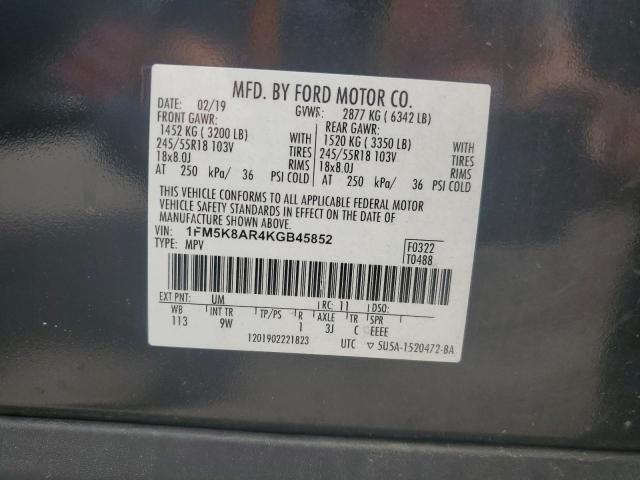 MFD. BY FORD MOTOR CO.
DATE: 02/19 GVWR: 2877 KG ( 6342 LB)
FRONT GAWR: REAR GAWR:
1452 KG ( 3200 LB) WITH 1520 KG ( 3350 LB) WITH
245/55R18 103V TIRES 245/55R18 103V TIRES
18x8.0J RIMS 18x8.0J RIMS
AT 250 kPa/ 36 PSI COLD AT 250 kPa/ 36 PSI COLD
THIS VEHICLE CONFORMS TO ALL APPLICABLE FEDERAL MOTOR
VEHICLE SAFETY STANDARDS IN EFFECT ON THE DATE OF
MANUFACTURE SHOWN ABOVE.
VIN: 1FM5K8AR4KGB45852
TYPE: MPV F0322
T0488
EXT PNT: UM RC: 11 DSO:
WB INT TR TP/PS R AXLE TR SPR
113 9W 1 3J C EEEE
1201902221823 UTC ▽ 5U5A-1520472-BA